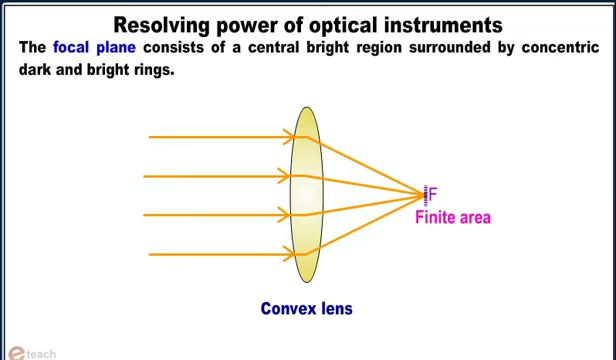 Resolving power of optical instruments
The focal plane consists of a central bright region surrounded by concentric
dark and bright rings.
F
Finite area
Convex lens
e teach